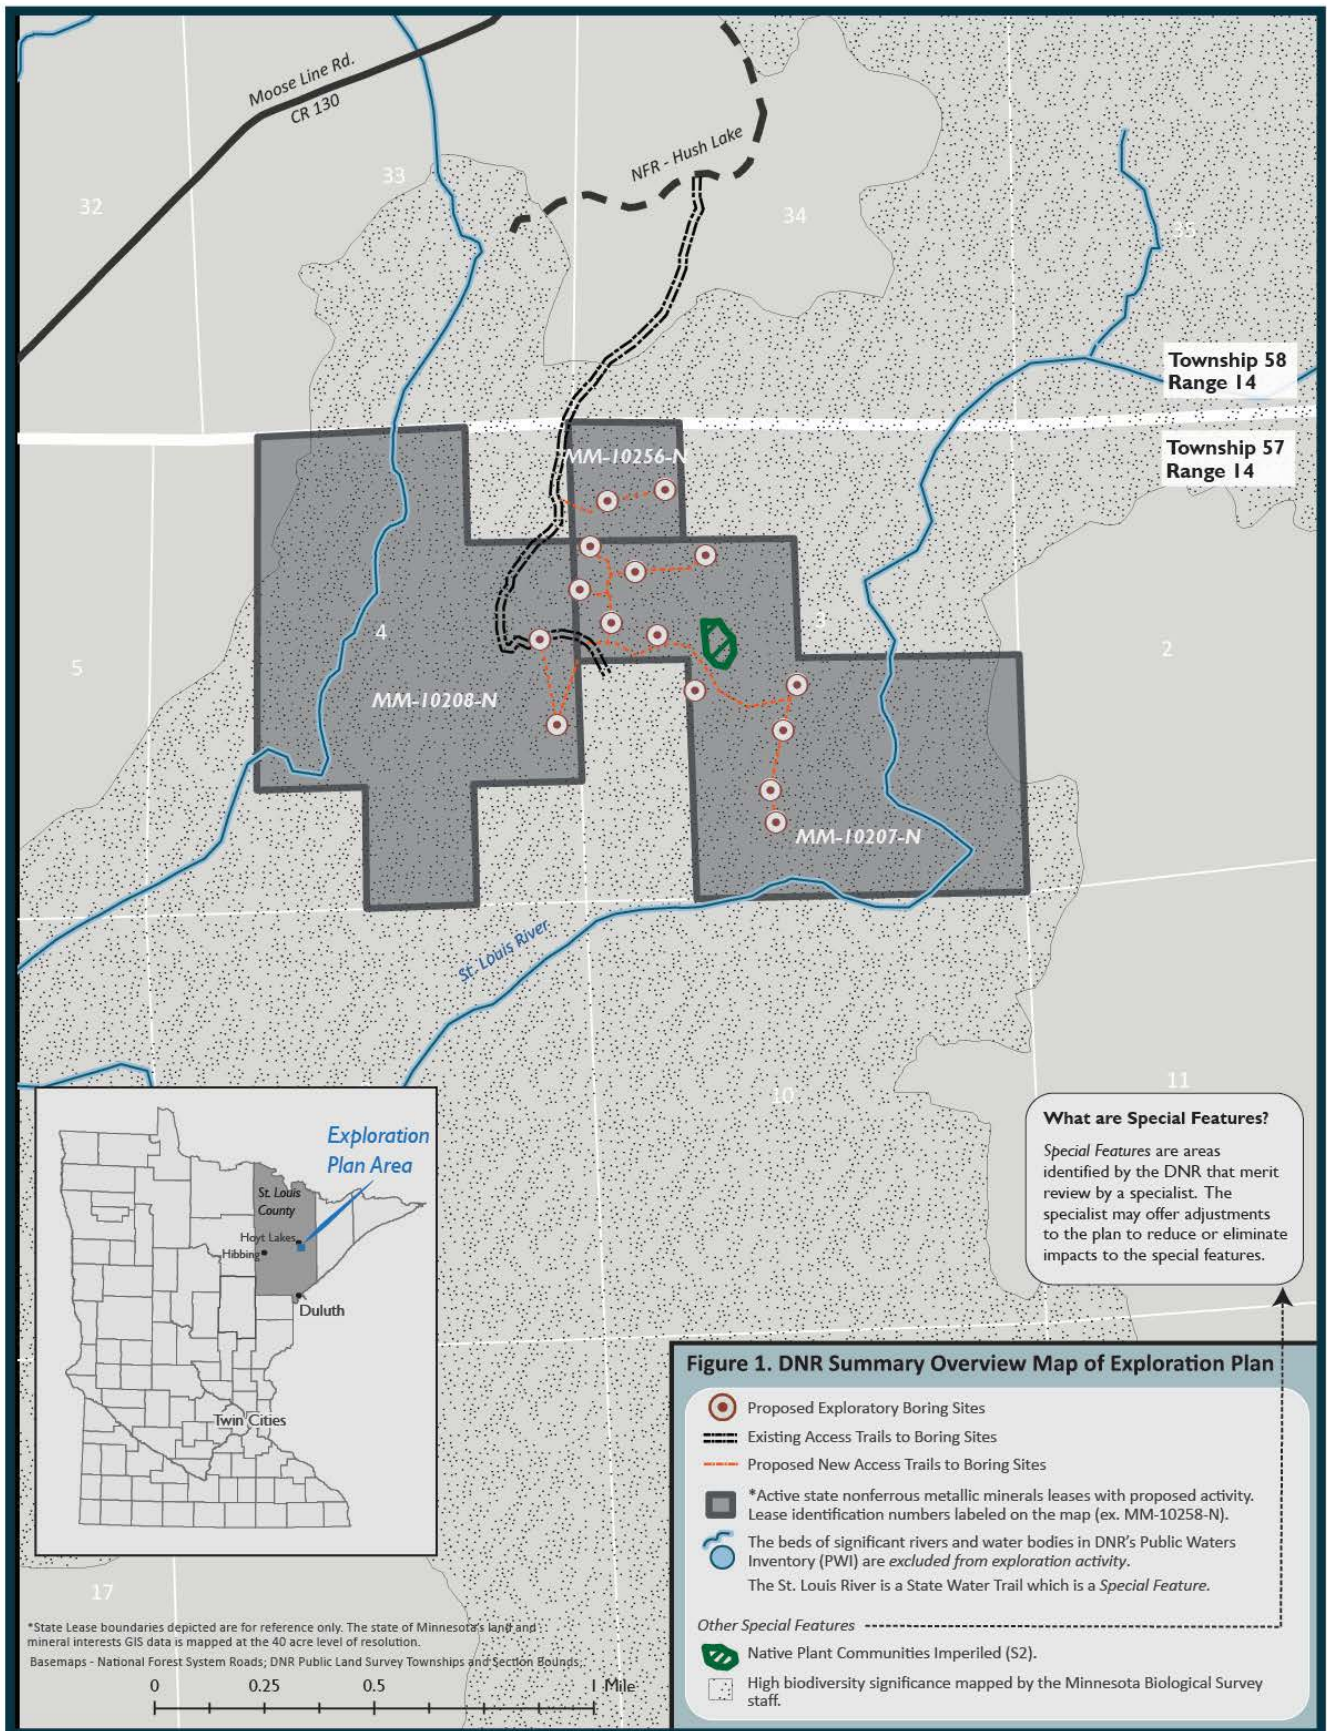 Moose Line Rd.
CR 130
NFR - Hush Lake
33
32
34
35
Township 58
Range 14
Township 57
Range 14
MM-10256-N
4
3
2
5
MM-10208-N
MM-10207-N
St. Louis River
10
11
What are Special Features?
Special Features are areas
identified by the DNR that merit
review by a specialist. The
specialist may offer adjustments
to the plan to reduce or eliminate
impacts to the special features.
Exploration
Plan Area
St. Louis
County
Hoyt Lakes
Hibbing
Duluth
Twin Cities
Figure 1. DNR Summary Overview Map of Exploration Plan
Proposed Exploratory Boring Sites
Existing Access Trails to Boring Sites
Proposed New Access Trails to Boring Sites
*Active state nonferrous metallic minerals leases with proposed activity.
Lease identification numbers labeled on the map (ex. MM-10258-N).
The beds of significant rivers and water bodies in DNR's Public Waters
Inventory (PWI) are excluded from exploration activity.
The St. Louis River is a State Water Trail which is a Special Feature.
Other Special Features
Native Plant Communities Imperiled (S2).
High biodiversity significance mapped by the Minnesota Biological Survey
staff.
17
*State Lease boundaries depicted are for reference only. The state of Minnesota's land and
mineral interests GIS data is mapped at the 40 acre level of resolution.
Basemaps - National Forest System Roads; DNR Public Land Survey Townships and Section Bounds.
0 0.25 0.5 1 Mile